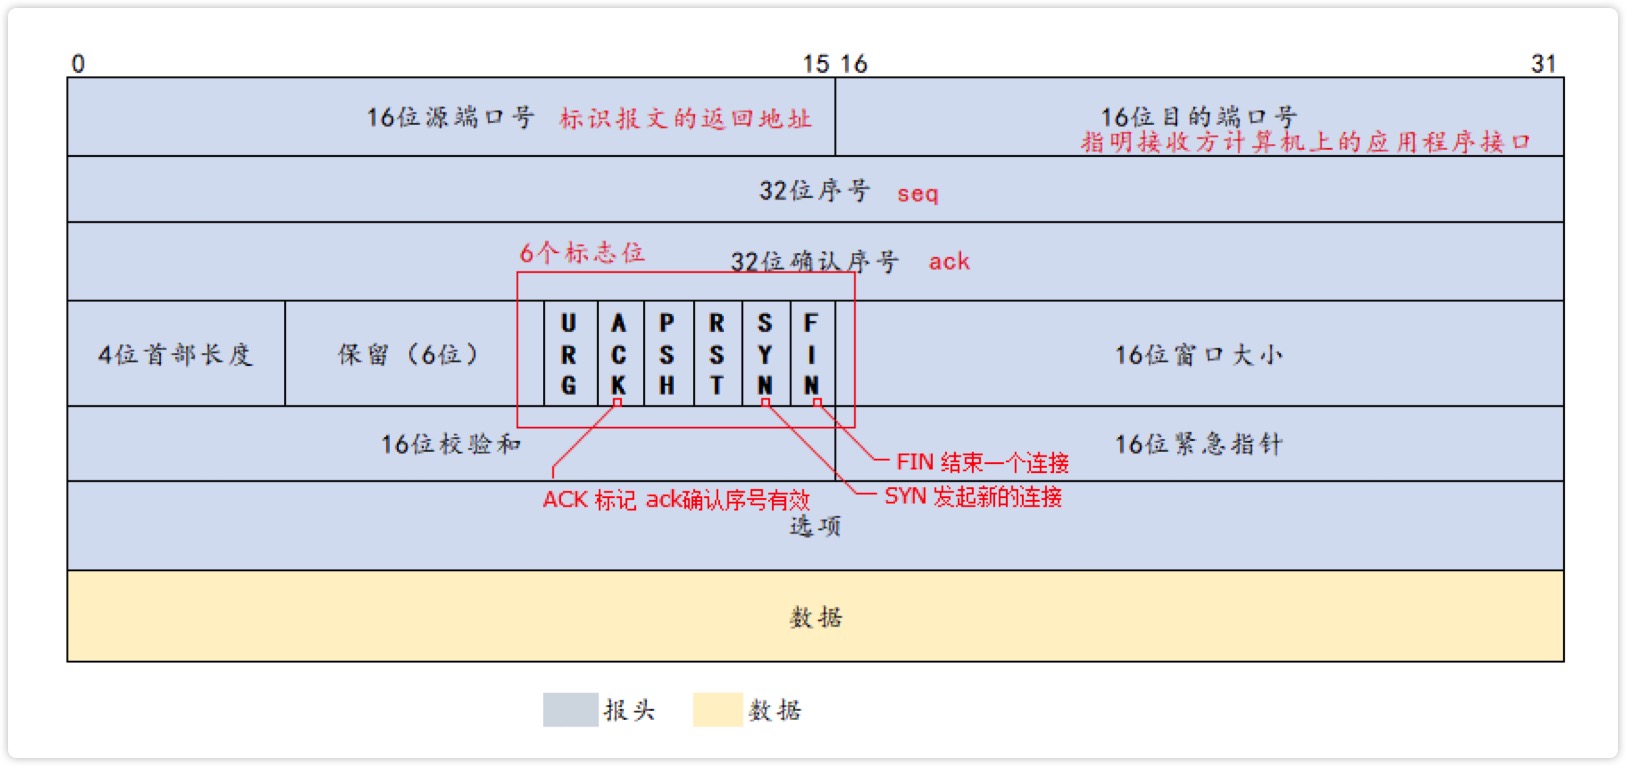 0 15 16 31
16位源端口号 标识报文的返回地址
16位目的端口号
指明接收方计算机上的应用程序接口
32位序号 seq
6个标志位
32位确认序号 ack
4位首部长度
保留（6位）
URG
ACK
PSH
RST
SYN
FIN
16位窗口大小
16位校验和
16位紧急指针
FIN 结束一个连接
SYN 发起新的连接
ACK 标记 ack确认序号有效
选项
数据
报头
数据